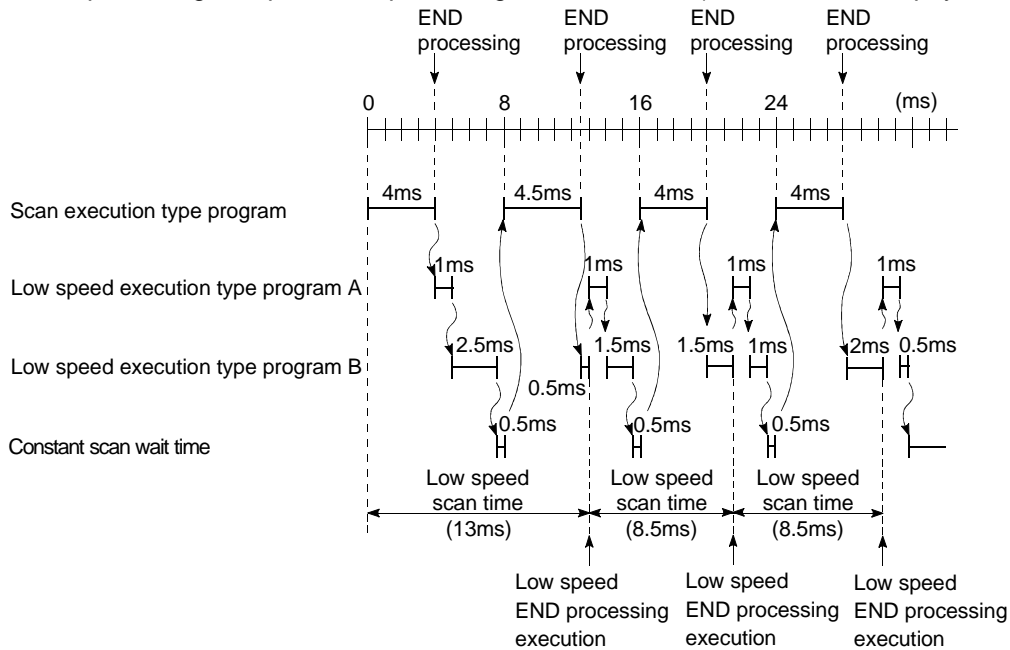 END processing
END processing
END processing
END processing
0 8 16 24 (ms)
Scan execution type program
4ms 4.5ms 4ms 4ms
Low speed execution type program A
1ms 1ms 1ms 1ms
Low speed execution type program B
2.5ms 0.5ms 1.5ms 1.5ms 1ms 2ms 0.5ms
Constant scan wait time
0.5ms 0.5ms 0.5ms
Low speed scan time (13ms)
Low speed scan time (8.5ms)
Low speed scan time (8.5ms)
Low speed END processing execution
Low speed END processing execution
Low speed END processing execution